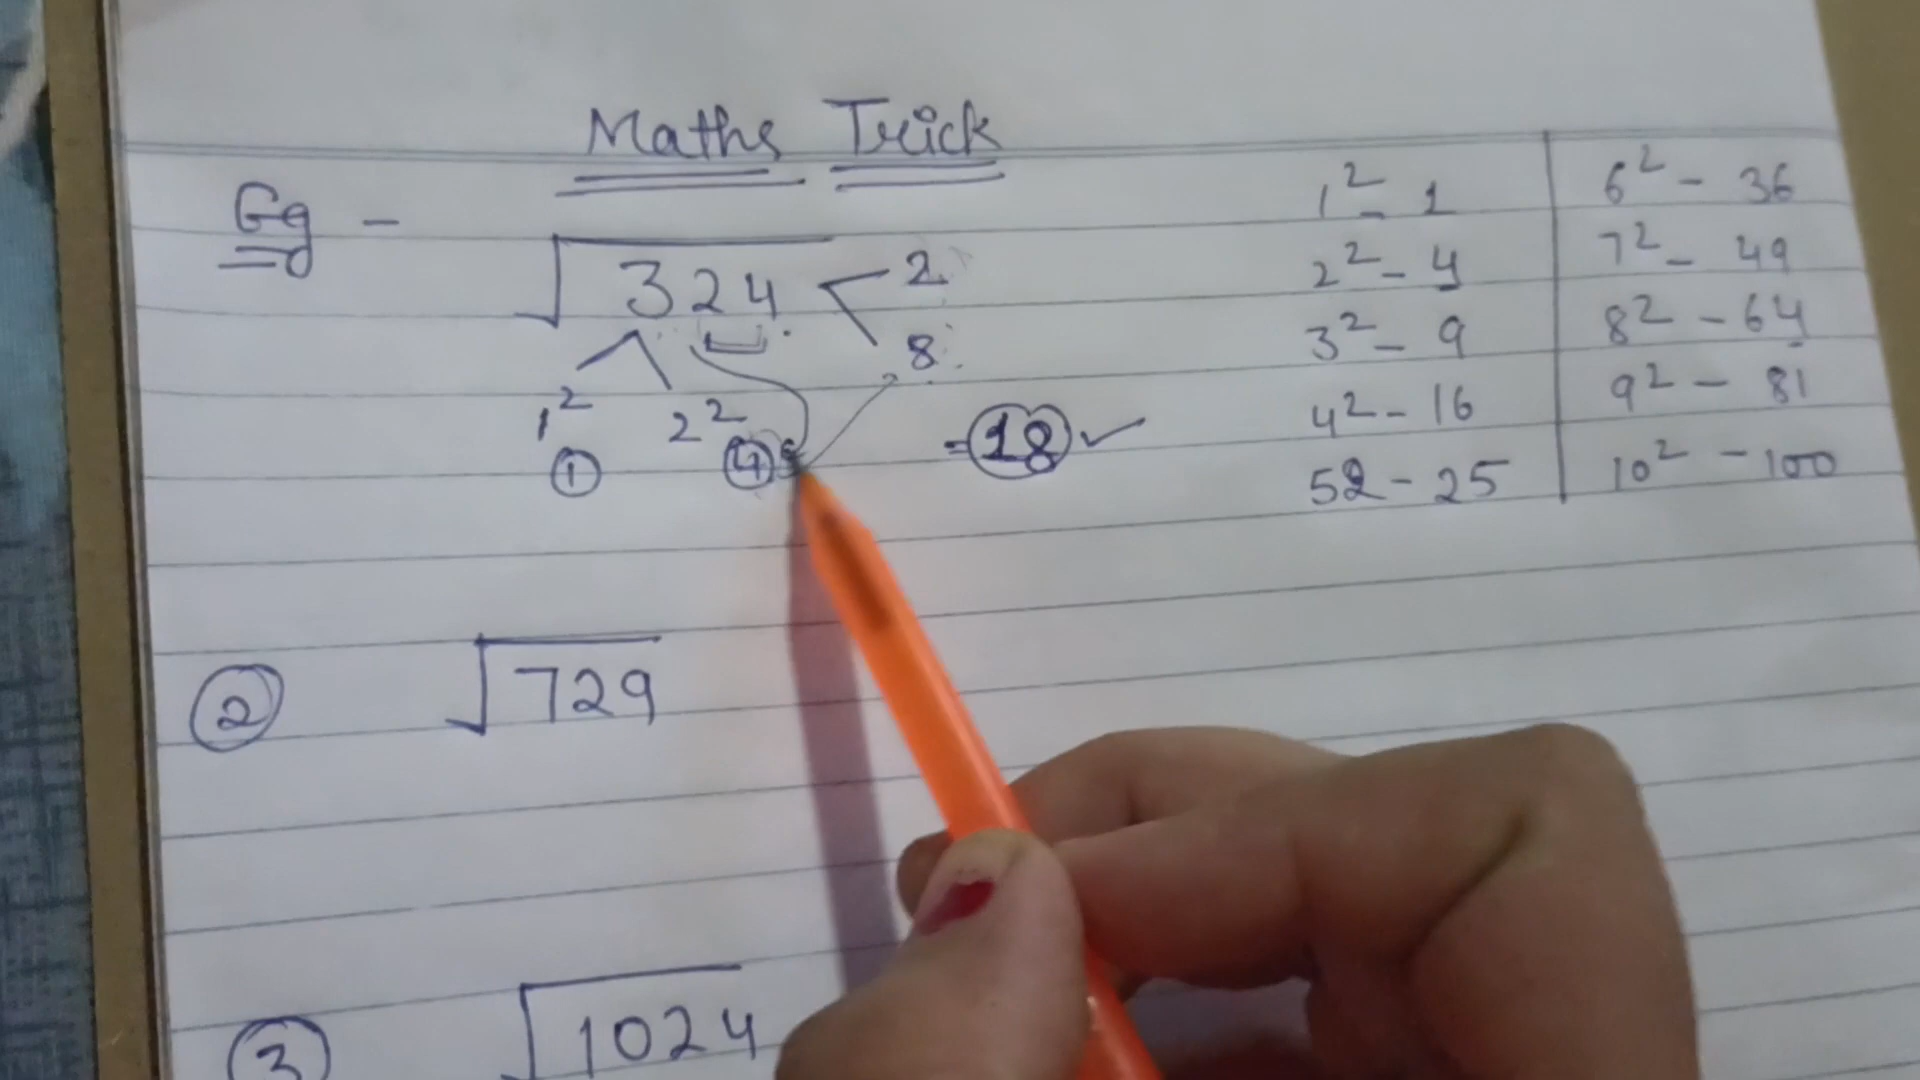 Maths Trick
Eg -
√324 < 2
8
1² 2²
① ④
= 18 ✓
1² - 1
2² - 4
3² - 9
4² - 16
52 - 25
6² - 36
7² - 49
8² - 64
9² - 81
10² - 100
② √729
③ √1024